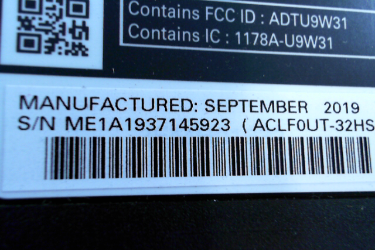 Contains FCC ID : ADTU9W31
Contains IC : 1178A-U9W31
MANUFACTURED: SEPTEMBER 2019
S/N ME1A1937145923 ( ACLF0UT-32HS